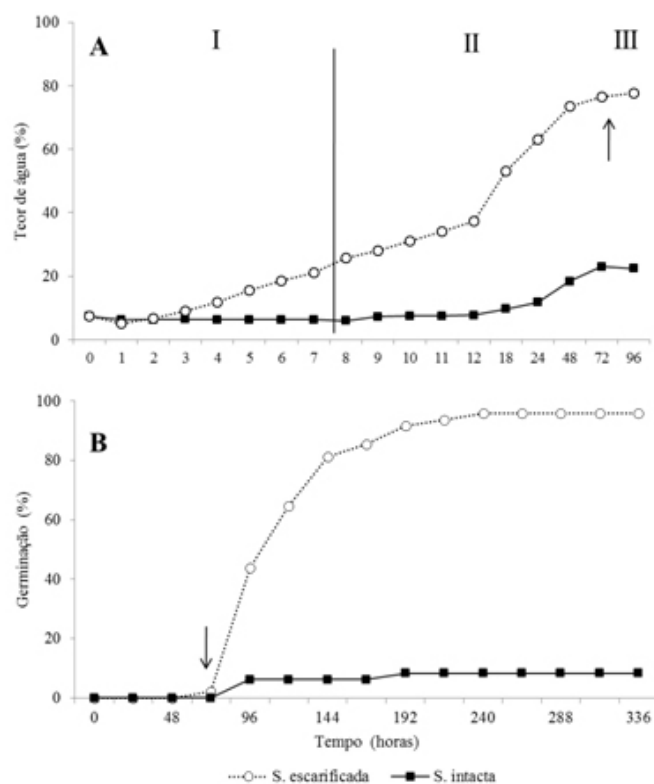 100
A I II III
80
60
40
20
0
Teor de água (%)
0 1 2 3 4 5 6 7 8 9 10 11 12 18 24 48 72 96
100
B
80
60
40
20
0
Germinação (%)
0 48 96 144 192 240 288 336
Tempo (horas)
S. escarificada S. intacta